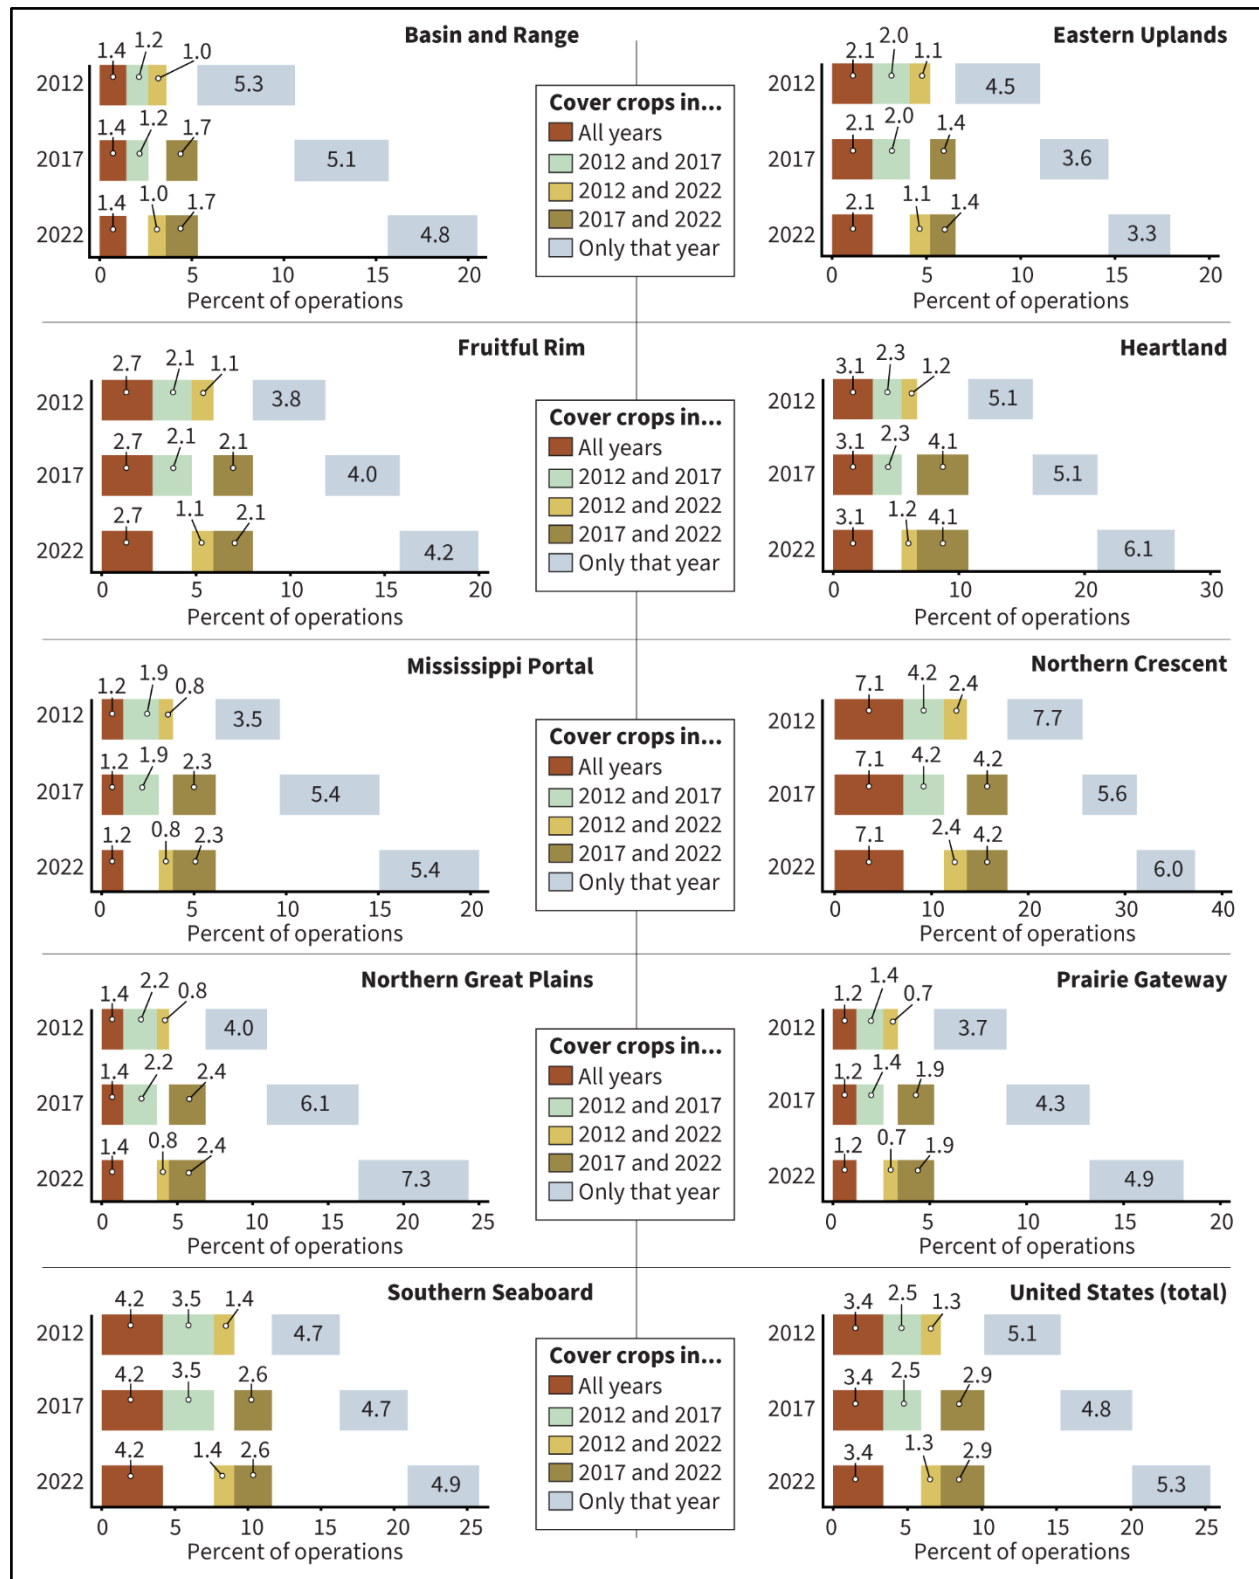 Basin and Range
1.4 1.2 1.0
2012 5.3
1.4 1.2 1.7
2017 5.1
1.4 1.0 1.7
2022 4.8
0 5 10 15 20
Percent of operations
Cover crops in...
All years
2012 and 2017
2012 and 2022
2017 and 2022
Only that year
Eastern Uplands
2.1 2.0 1.1
2012 4.5
2.1 2.0 1.4
2017 3.6
2.1 1.1 1.4
2022 3.3
0 5 10 15 20
Percent of operations
Fruitful Rim
2.7 2.1 1.1
2012 3.8
2.7 2.1 2.1
2017 4.0
2.7 1.1 2.1
2022 4.2
0 5 10 15 20
Percent of operations
Cover crops in...
All years
2012 and 2017
2012 and 2022
2017 and 2022
Only that year
Heartland
3.1 2.3 1.2
2012 5.1
3.1 2.3 4.1
2017 5.1
3.1 1.2 4.1
2022 6.1
0 10 20 30
Percent of operations
Mississippi Portal
1.2 1.9 0.8
2012 3.5
1.2 1.9 2.3
2017 5.4
1.2 0.8 2.3
2022 5.4
0 5 10 15 20
Percent of operations
Cover crops in...
All years
2012 and 2017
2012 and 2022
2017 and 2022
Only that year
Northern Crescent
7.1 4.2 2.4
2012 7.7
7.1 4.2 4.2
2017 5.6
7.1 2.4 4.2
2022 6.0
0 10 20 30 40
Percent of operations
Northern Great Plains
1.4 2.2 0.8
2012 4.0
1.4 2.2 2.4
2017 6.1
1.4 0.8 2.4
2022 7.3
0 5 10 15 20 25
Percent of operations
Cover crops in...
All years
2012 and 2017
2012 and 2022
2017 and 2022
Only that year
Prairie Gateway
1.2 1.4 0.7
2012 3.7
1.2 1.4 1.9
2017 4.3
1.2 0.7 1.9
2022 4.9
0 5 10 15 20
Percent of operations
Southern Seaboard
4.2 3.5 1.4
2012 4.7
4.2 3.5 2.6
2017 4.7
4.2 1.4 2.6
2022 4.9
0 5 10 15 20 25
Percent of operations
Cover crops in...
All years
2012 and 2017
2012 and 2022
2017 and 2022
Only that year
United States (total)
3.4 2.5 1.3
2012 5.1
3.4 2.5 2.9
2017 4.8
3.4 1.3 2.9
2022 5.3
0 5 10 15 20 25
Percent of operations